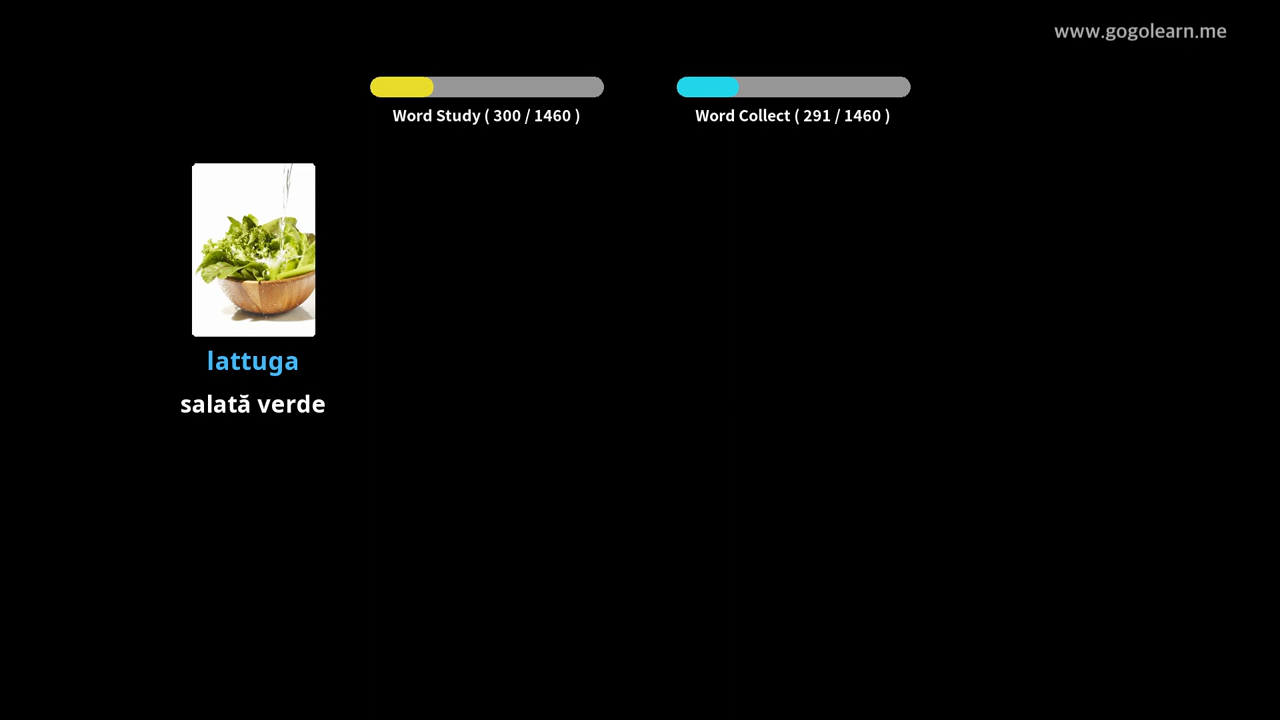 www.gogolearn.me
Word Study ( 300 / 1460 )
Word Collect ( 291 / 1460 )
lattuga
salată verde